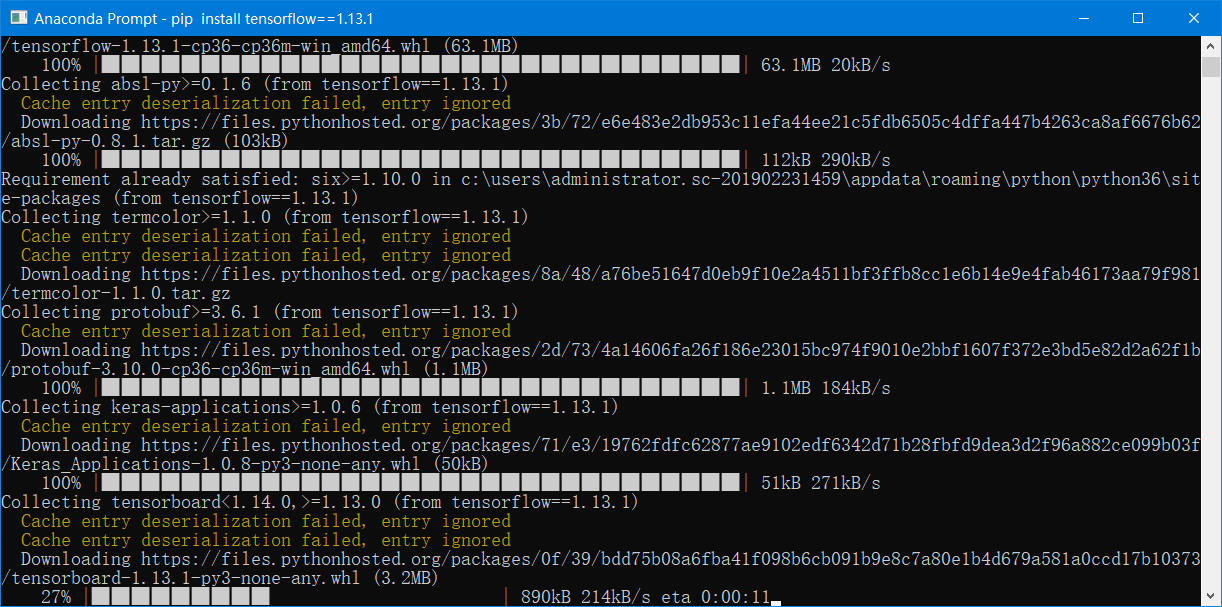 Anaconda Prompt - pip  install tensorflow==1.13.1
/tensorflow-1.13.1-cp36-cp36m-win_amd64.whl (63.1MB)
100% |████████████████████████████████| 63.1MB 20kB/s
Collecting absl-py>=0.1.6 (from tensorflow==1.13.1)
Cache entry deserialization failed, entry ignored
Downloading https://files.pythonhosted.org/packages/3b/72/e6e483e2db953c11efa44ee21c5fdb6505c4dffa447b4263ca8af6676b62
/absl-py-0.8.1.tar.gz (103kB)
100% |████████████████████████████████| 112kB 290kB/s
Requirement already satisfied: six>=1.10.0 in c:\users\administrator.sc-201902231459\appdata\roaming\python\python36\sit
e-packages (from tensorflow==1.13.1)
Collecting termcolor>=1.1.0 (from tensorflow==1.13.1)
Cache entry deserialization failed, entry ignored
Cache entry deserialization failed, entry ignored
Downloading https://files.pythonhosted.org/packages/8a/48/a76be51647d0eb9f10e2a4511bf3ffb8cc1e6b14e9e4fab46173aa79f981
/termcolor-1.1.0.tar.gz
Collecting protobuf>=3.6.1 (from tensorflow==1.13.1)
Cache entry deserialization failed, entry ignored
Downloading https://files.pythonhosted.org/packages/2d/73/4a14606fa26f186e23015bc974f9010e2bbf1607f372e3bd5e82d2a62f1b
/protobuf-3.10.0-cp36-cp36m-win_amd64.whl (1.1MB)
100% |████████████████████████████████| 1.1MB 184kB/s
Collecting keras-applications>=1.0.6 (from tensorflow==1.13.1)
Cache entry deserialization failed, entry ignored
Downloading https://files.pythonhosted.org/packages/71/e3/19762fdfc62877ae9102edf6342d71b28fbfd9dea3d2f96a882ce099b03f
/Keras_Applications-1.0.8-py3-none-any.whl (50kB)
100% |████████████████████████████████| 51kB 271kB/s
Collecting tensorboard<1.14.0,>=1.13.0 (from tensorflow==1.13.1)
Cache entry deserialization failed, entry ignored
Cache entry deserialization failed, entry ignored
Downloading https://files.pythonhosted.org/packages/0f/39/bdd75b08a6fba41f098b6cb091b9e8c7a80e1b4d679a581a0ccd17b10373
/tensorboard-1.13.1-py3-none-any.whl (3.2MB)
27% |█████████ | 890kB 214kB/s eta 0:00:11